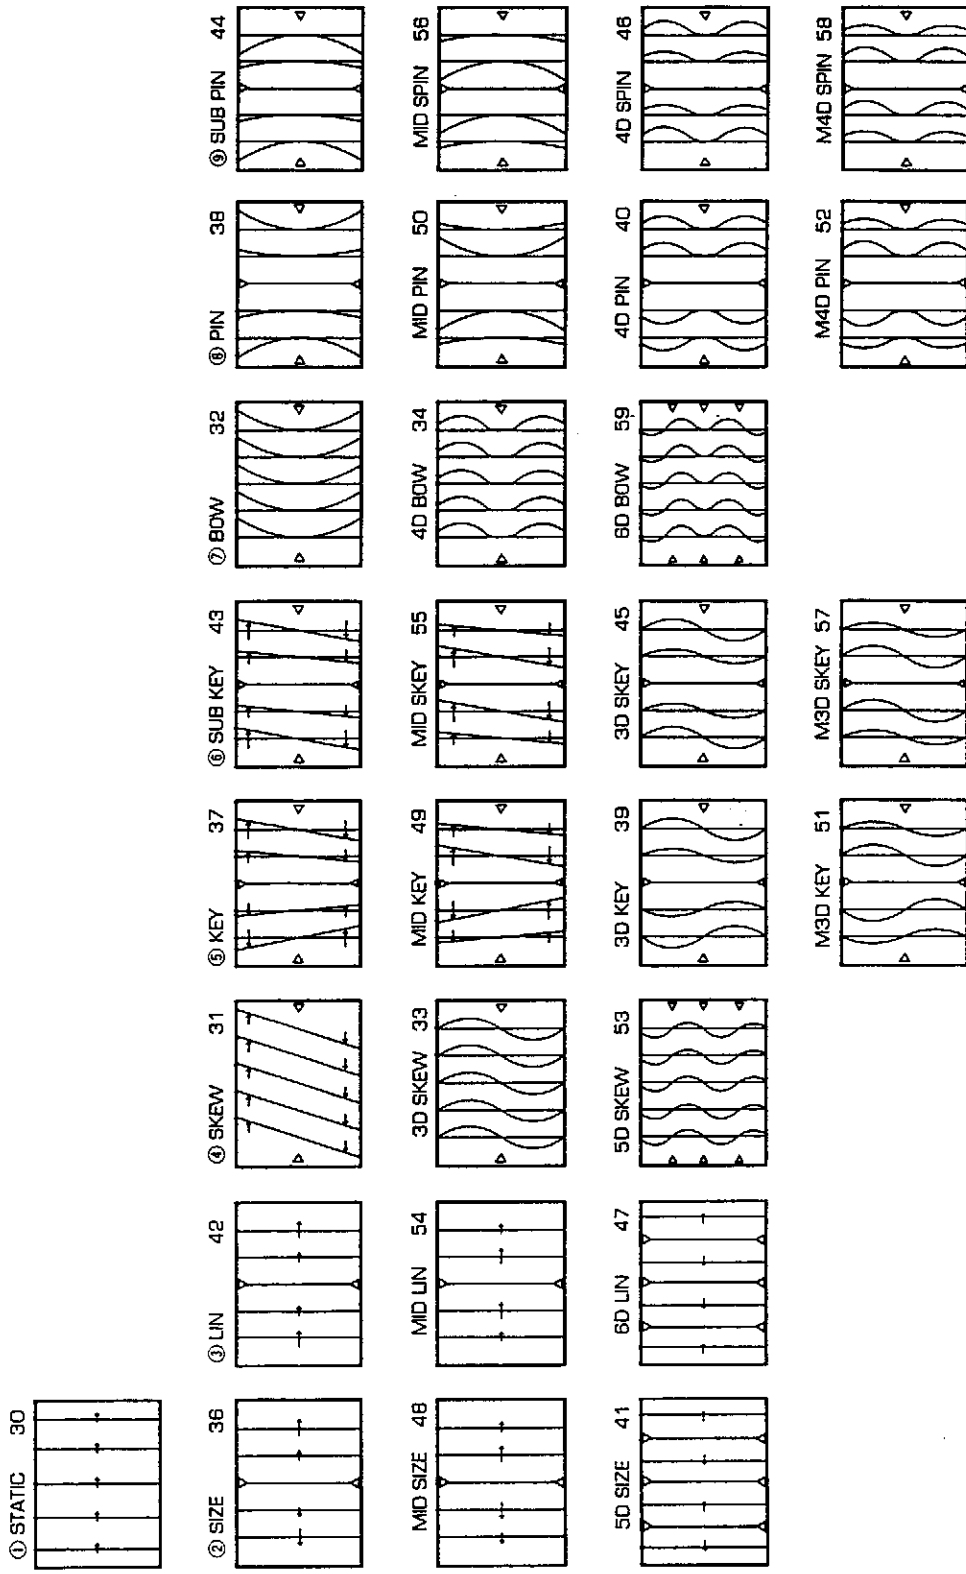 ① STATIC 30
② SIZE 36
③ LIN 42
④ SKEW 31
⑤ KEY 37
⑥ SUB KEY 43
⑦ BOW 32
⑧ PIN 38
⑨ SUB PIN 44
MID SIZE 48
MID LIN 54
3D SKEW 33
MID KEY 49
MID SKEY 55
4D BOW 34
MID PIN 50
MID SPIN 56
5D SIZE 41
6D LIN 47
5D SKEW 53
3D KEY 39
3D SKEY 45
6D BOW 59
4D PIN 40
4D SPIN 46
M3D KEY 51
M3D SKEY 57
M4D PIN 52
M4D SPIN 58